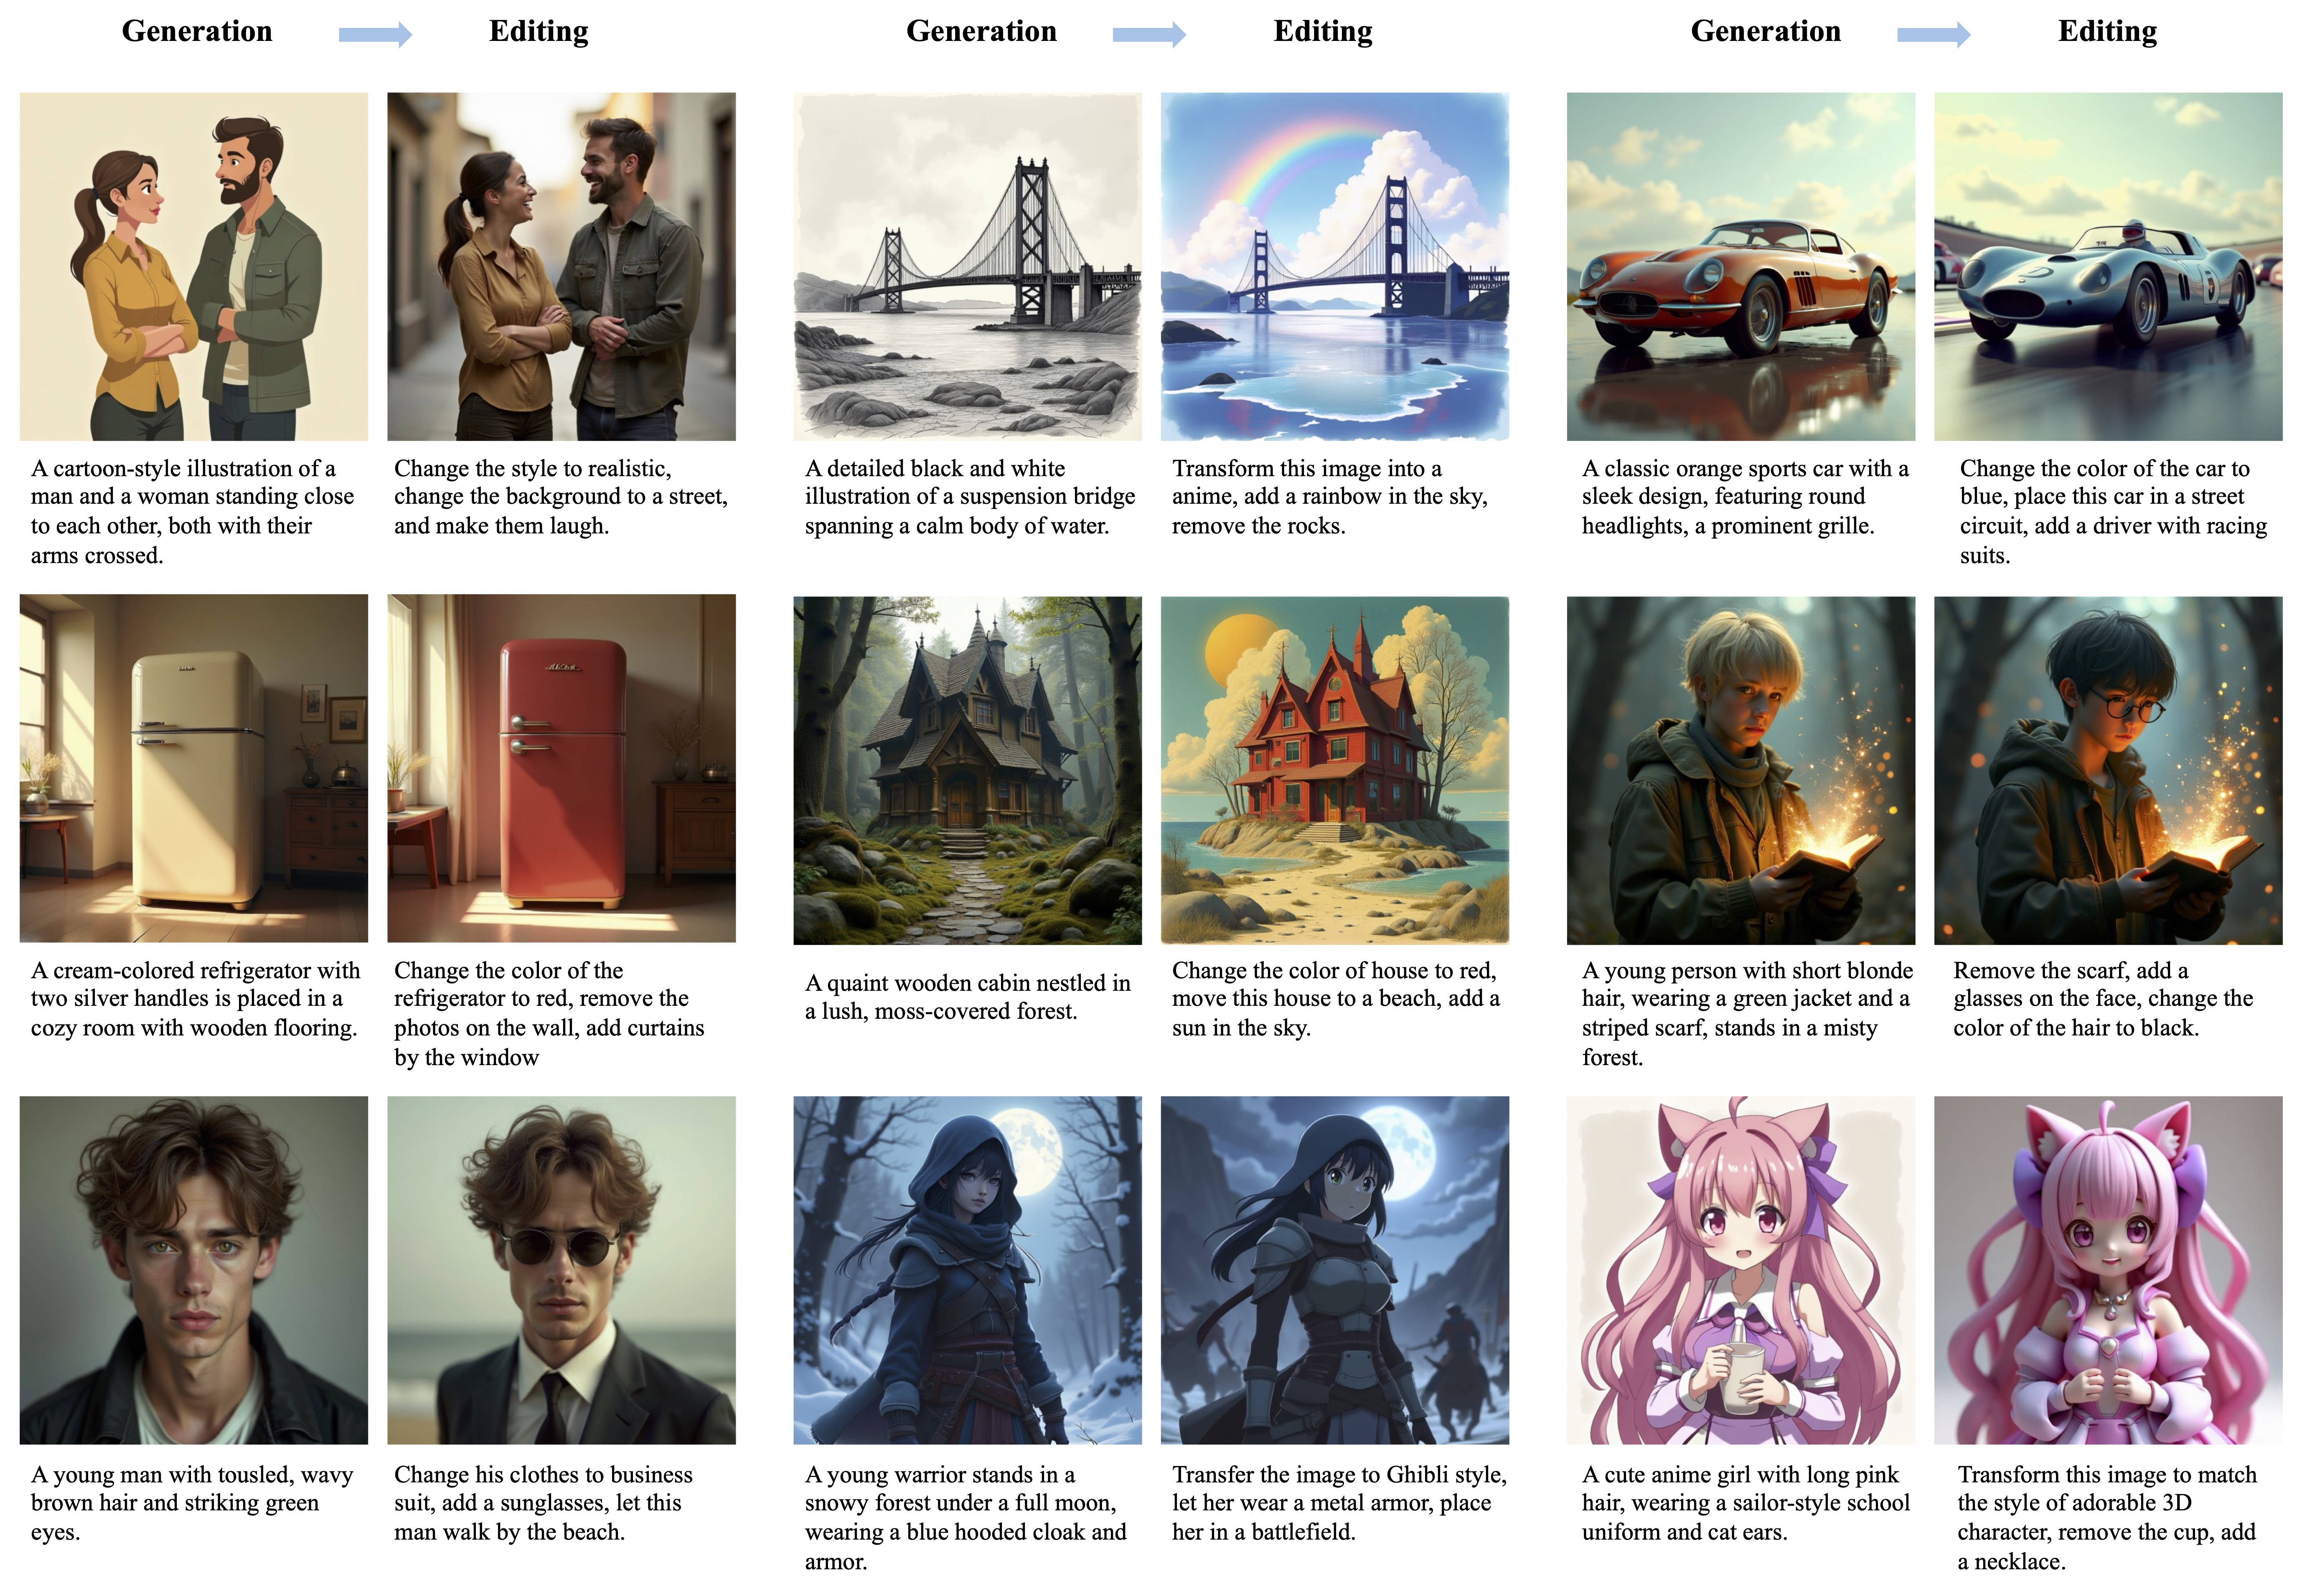 Generation
Editing
Generation
Editing
Generation
Editing
A cartoon-style illustration of a
man and a woman standing close
to each other, both with their
arms crossed.
Change the style to realistic,
change the background to a street,
and make them laugh.
A detailed black and white
illustration of a suspension bridge
spanning a calm body of water.
Transform this image into a
anime, add a rainbow in the sky,
remove the rocks.
A classic orange sports car with a
sleek design, featuring round
headlights, a prominent grille.
Change the color of the car to
blue, place this car in a street
circuit, add a driver with racing
suits.
A cream-colored refrigerator with
two silver handles is placed in a
cozy room with wooden flooring.
Change the color of the
refrigerator to red, remove the
photos on the wall, add curtains
by the window
A quaint wooden cabin nestled in
a lush, moss-covered forest.
Change the color of house to red,
move this house to a beach, add a
sun in the sky.
A young person with short blonde
hair, wearing a green jacket and a
striped scarf, stands in a misty
forest.
Remove the scarf, add a
glasses on the face, change the
color of the hair to black.
A young man with tousled, wavy
brown hair and striking green
eyes.
Change his clothes to business
suit, add a sunglasses, let this
man walk by the beach.
A young warrior stands in a
snowy forest under a full moon,
wearing a blue hooded cloak and
armor.
Transfer the image to Ghibli style,
let her wear a metal armor, place
her in a battlefield.
A cute anime girl with long pink
hair, wearing a sailor-style school
uniform and cat ears.
Transform this image to match
the style of adorable 3D
character, remove the cup, add
a necklace.